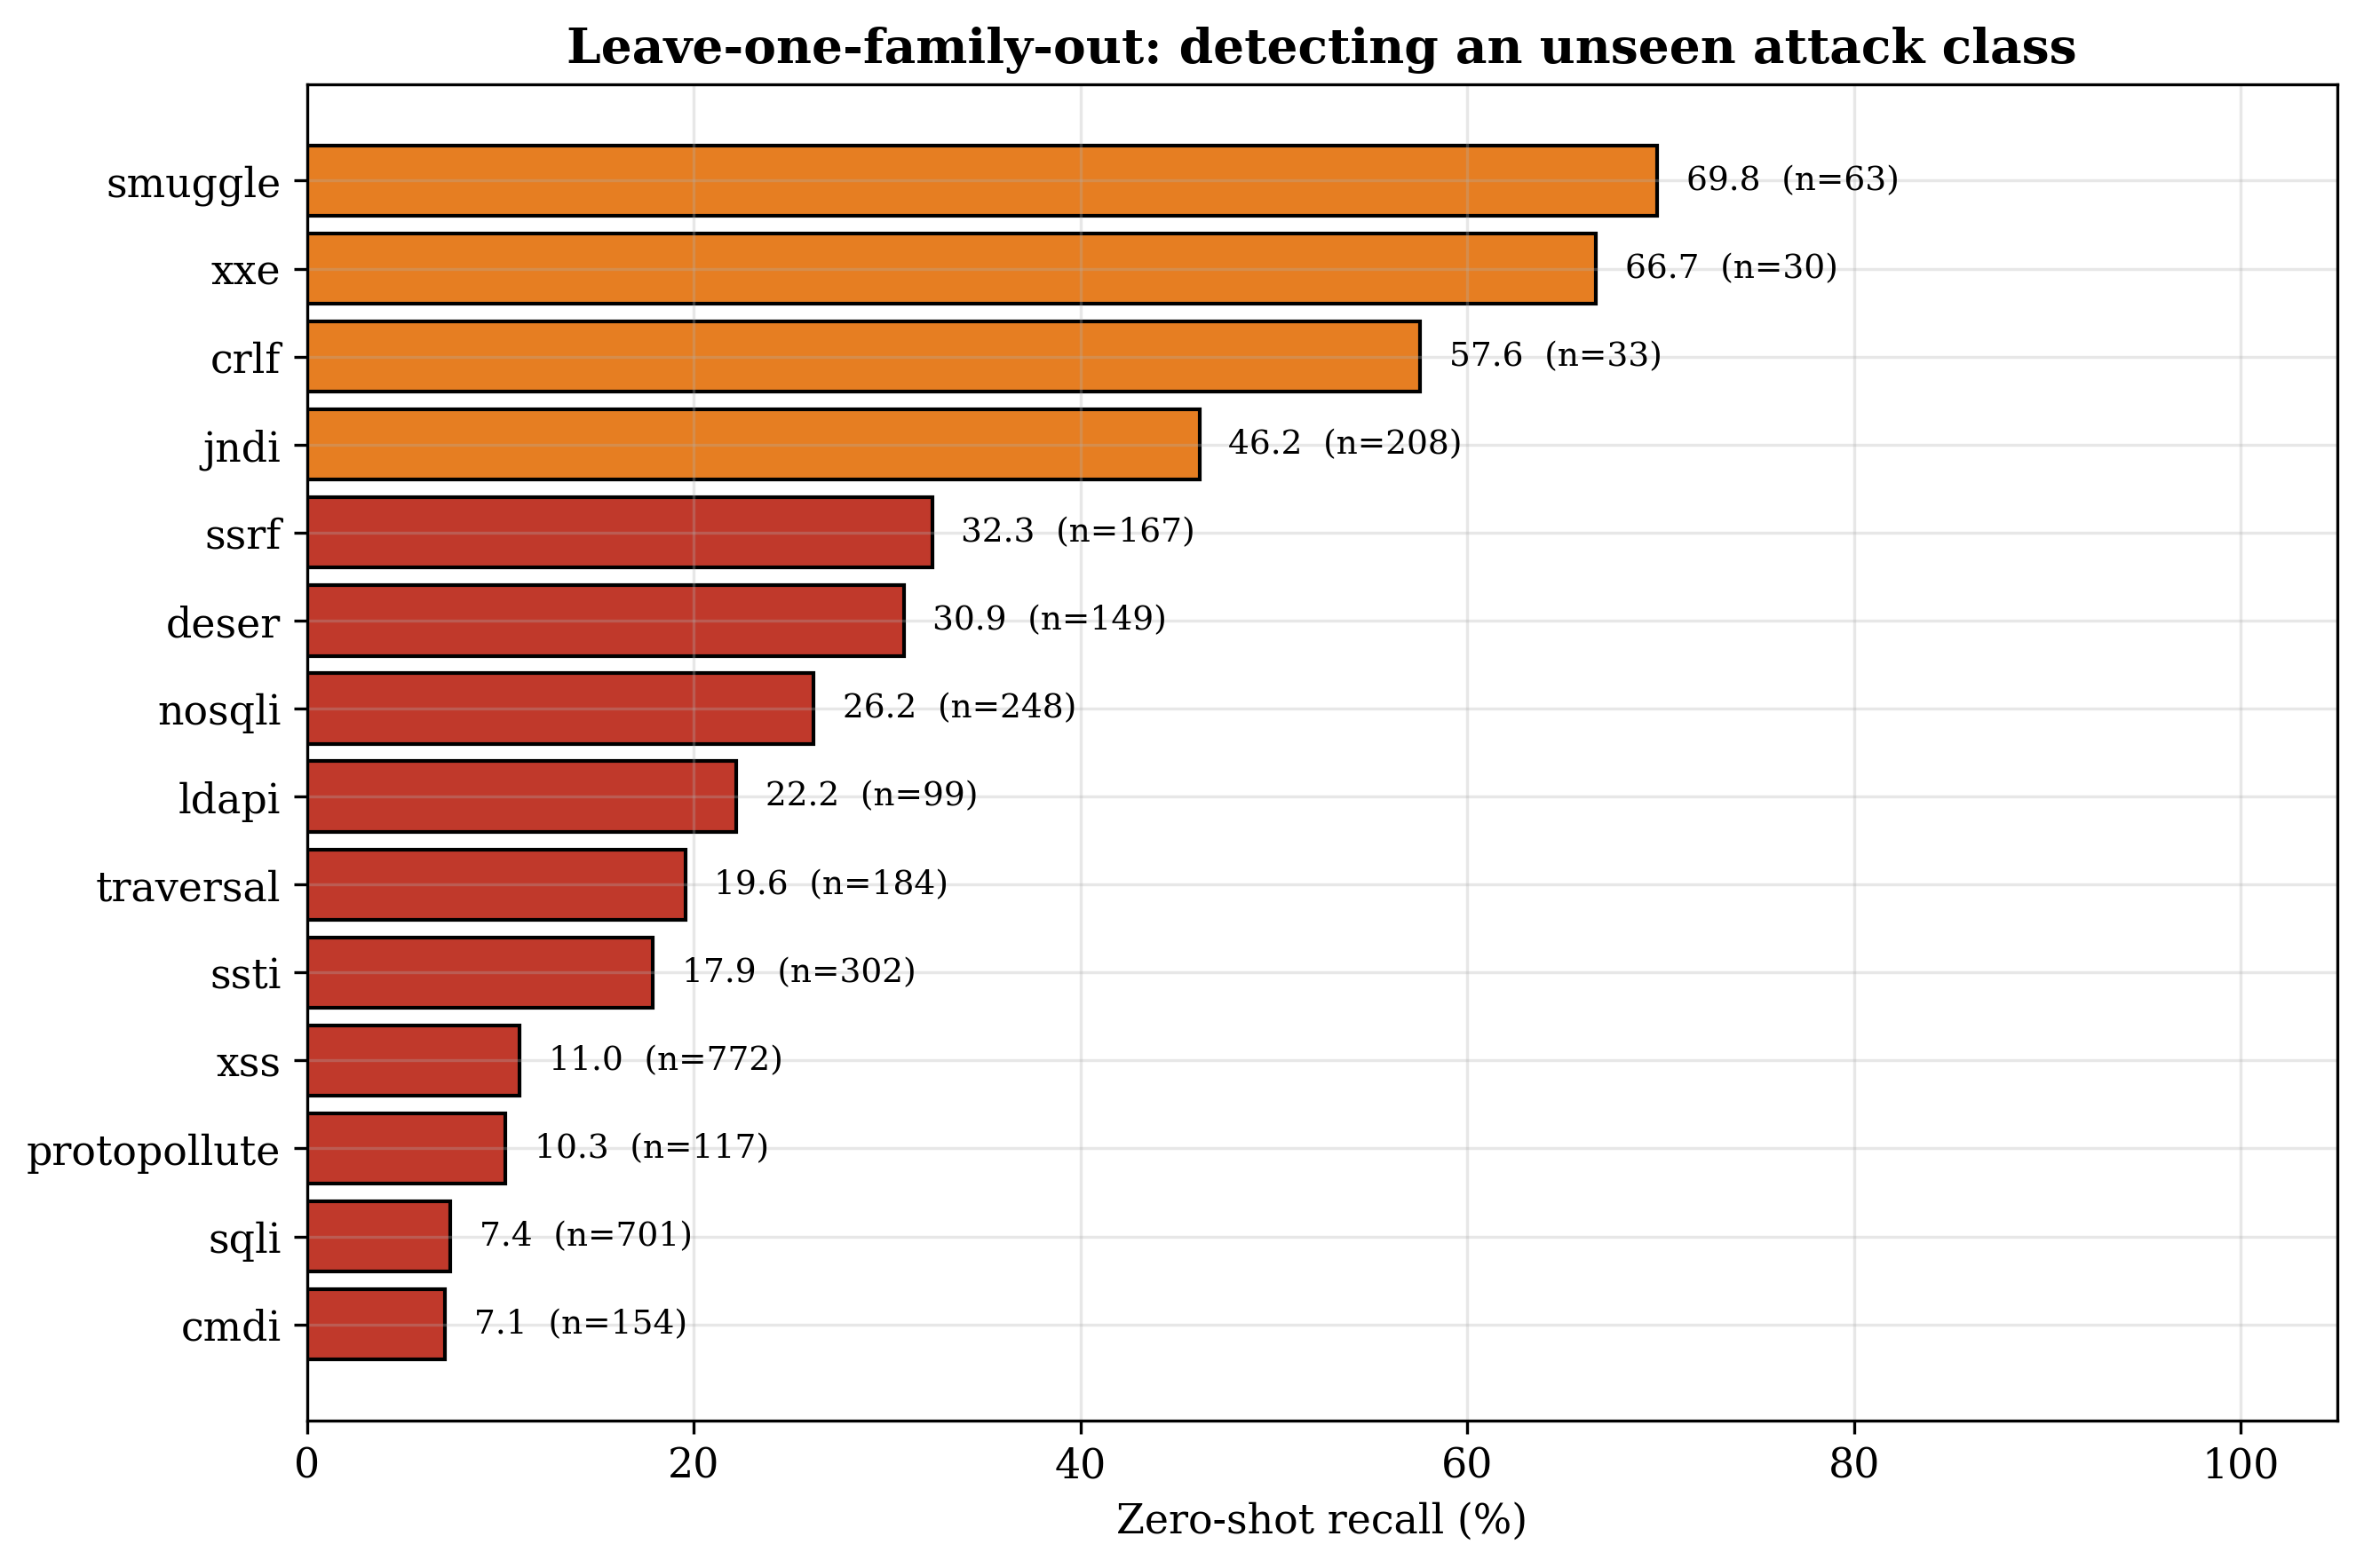 Leave-one-family-out: detecting an unseen attack class
smuggle 69.8 (n=63)
xxe 66.7 (n=30)
crlf 57.6 (n=33)
jndi 46.2 (n=208)
ssrf 32.3 (n=167)
deser 30.9 (n=149)
nosqli 26.2 (n=248)
ldapi 22.2 (n=99)
traversal 19.6 (n=184)
ssti 17.9 (n=302)
xss 11.0 (n=772)
protopollute 10.3 (n=117)
sqli 7.4 (n=701)
cmdi 7.1 (n=154)
0 20 40 60 80 100
Zero-shot recall (%)